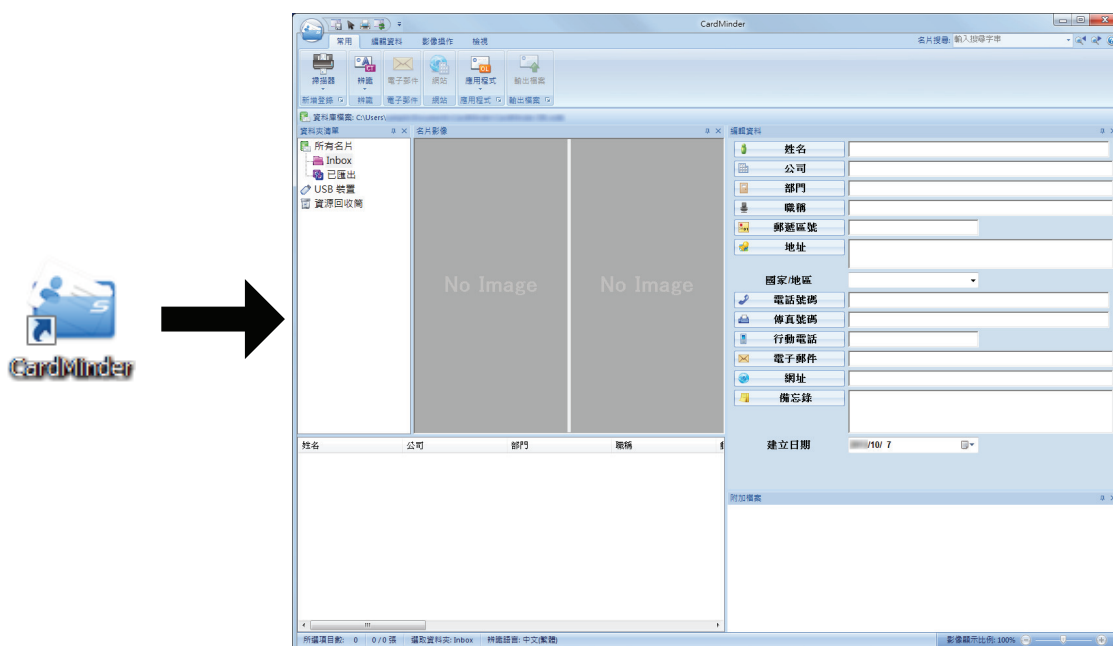 CardMinder
CardMinder
常用 編輯資料 影像操作 檢視
名片搜尋: 輸入搜尋字串
掃描器 辨識 電子郵件 網站 應用程式 輸出檔案
新增登錄 辨識 電子郵件 網站 應用程式 輸出檔案
資料庫檔案: C:\Users\
資料夾清單 名片影像 編輯資料
所有名片
Inbox
已匯出
USB 裝置
資源回收筒
No Image No Image
姓名
公司
部門
職稱
郵遞區號
地址
國家/地區
電話號碼
傳真號碼
行動電話
電子郵件
網址
備忘錄
建立日期 /10/ 7
姓名 公司 部門 職稱
附加檔案
所選項目數: 0 0 / 0 張 選取資料夾: Inbox 辨識語言: 中文(繁體) 影像顯示比例: 100%